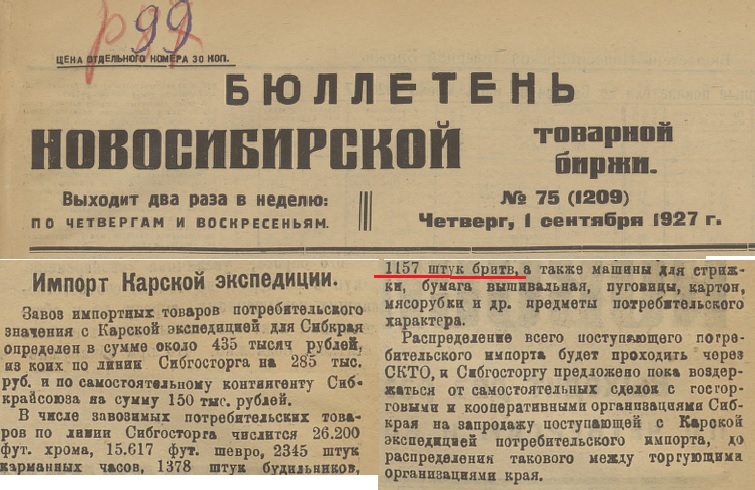 99
ЦЕНА ОТДЕЛЬНОГО НОМЕРА 30 КОП.
БЮЛЛЕТЕНЬ
НОВОСИБИРСКОЙ
товарной
биржи.
Выходит два раза в неделю:
ПО ЧЕТВЕРГАМ И ВОСКРЕСЕНЬЯМ.
№ 75 (1209)
Четверг, 1 сентября 1927 г.
Импорт Карской экспедиции.
Завоз импортных товаров потребительского
значения с Карской экспедицией для Сибкрая
определен в сумме около 435 тысяч рублей,
из коих по линии Сибгосторга на 285 тыс.
руб. и по самостоятельному контингенту Сиб-
крайсоюза на сумму 150 тыс. рублей.
В числе завозимых потребительских това-
ров по линии Сибгосторга числится 26.200
фут. хрома, 15.617 фут. шевро, 2345 штук
карманных часов, 1378 штук будильников,
1157 штук бритв, а также машины для стриж-
ки, бумага вышивальная, пуговицы, картон,
мясорубки и др. предметы потребительского
характера.
Распределение всего поступающего потре-
бительского импорта будет проходить через
СКТО, и Сибгосторгу предложено пока воздер-
жаться от самостоятельных сделок с госгор-
говыми и кооперативными организациями Сиб-
края на запродажу поступающей с Карской
экспедицией потребительского импорта, до
распределения такового между торгующими
организациями края.